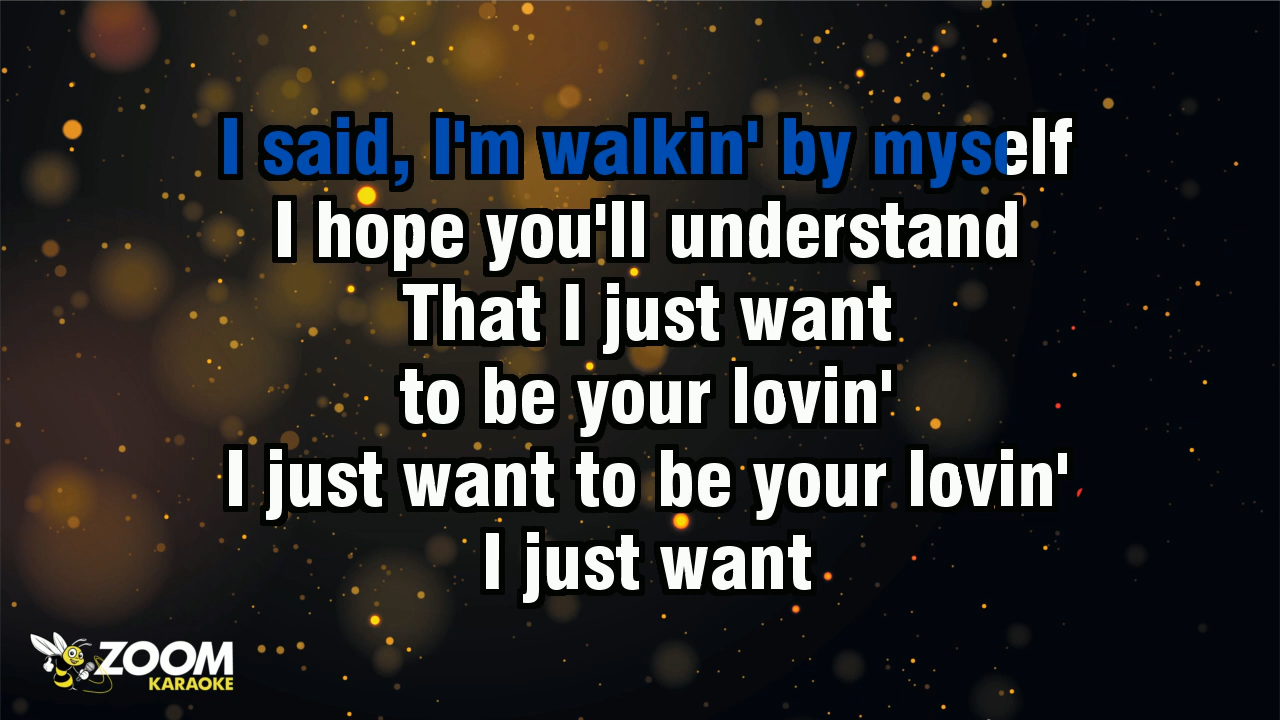 I said, I'm walkin' by myself
I hope you'll understand
That I just want
to be your lovin'
I just want to be your lovin'
I just want
ZOOM
KARAOKE